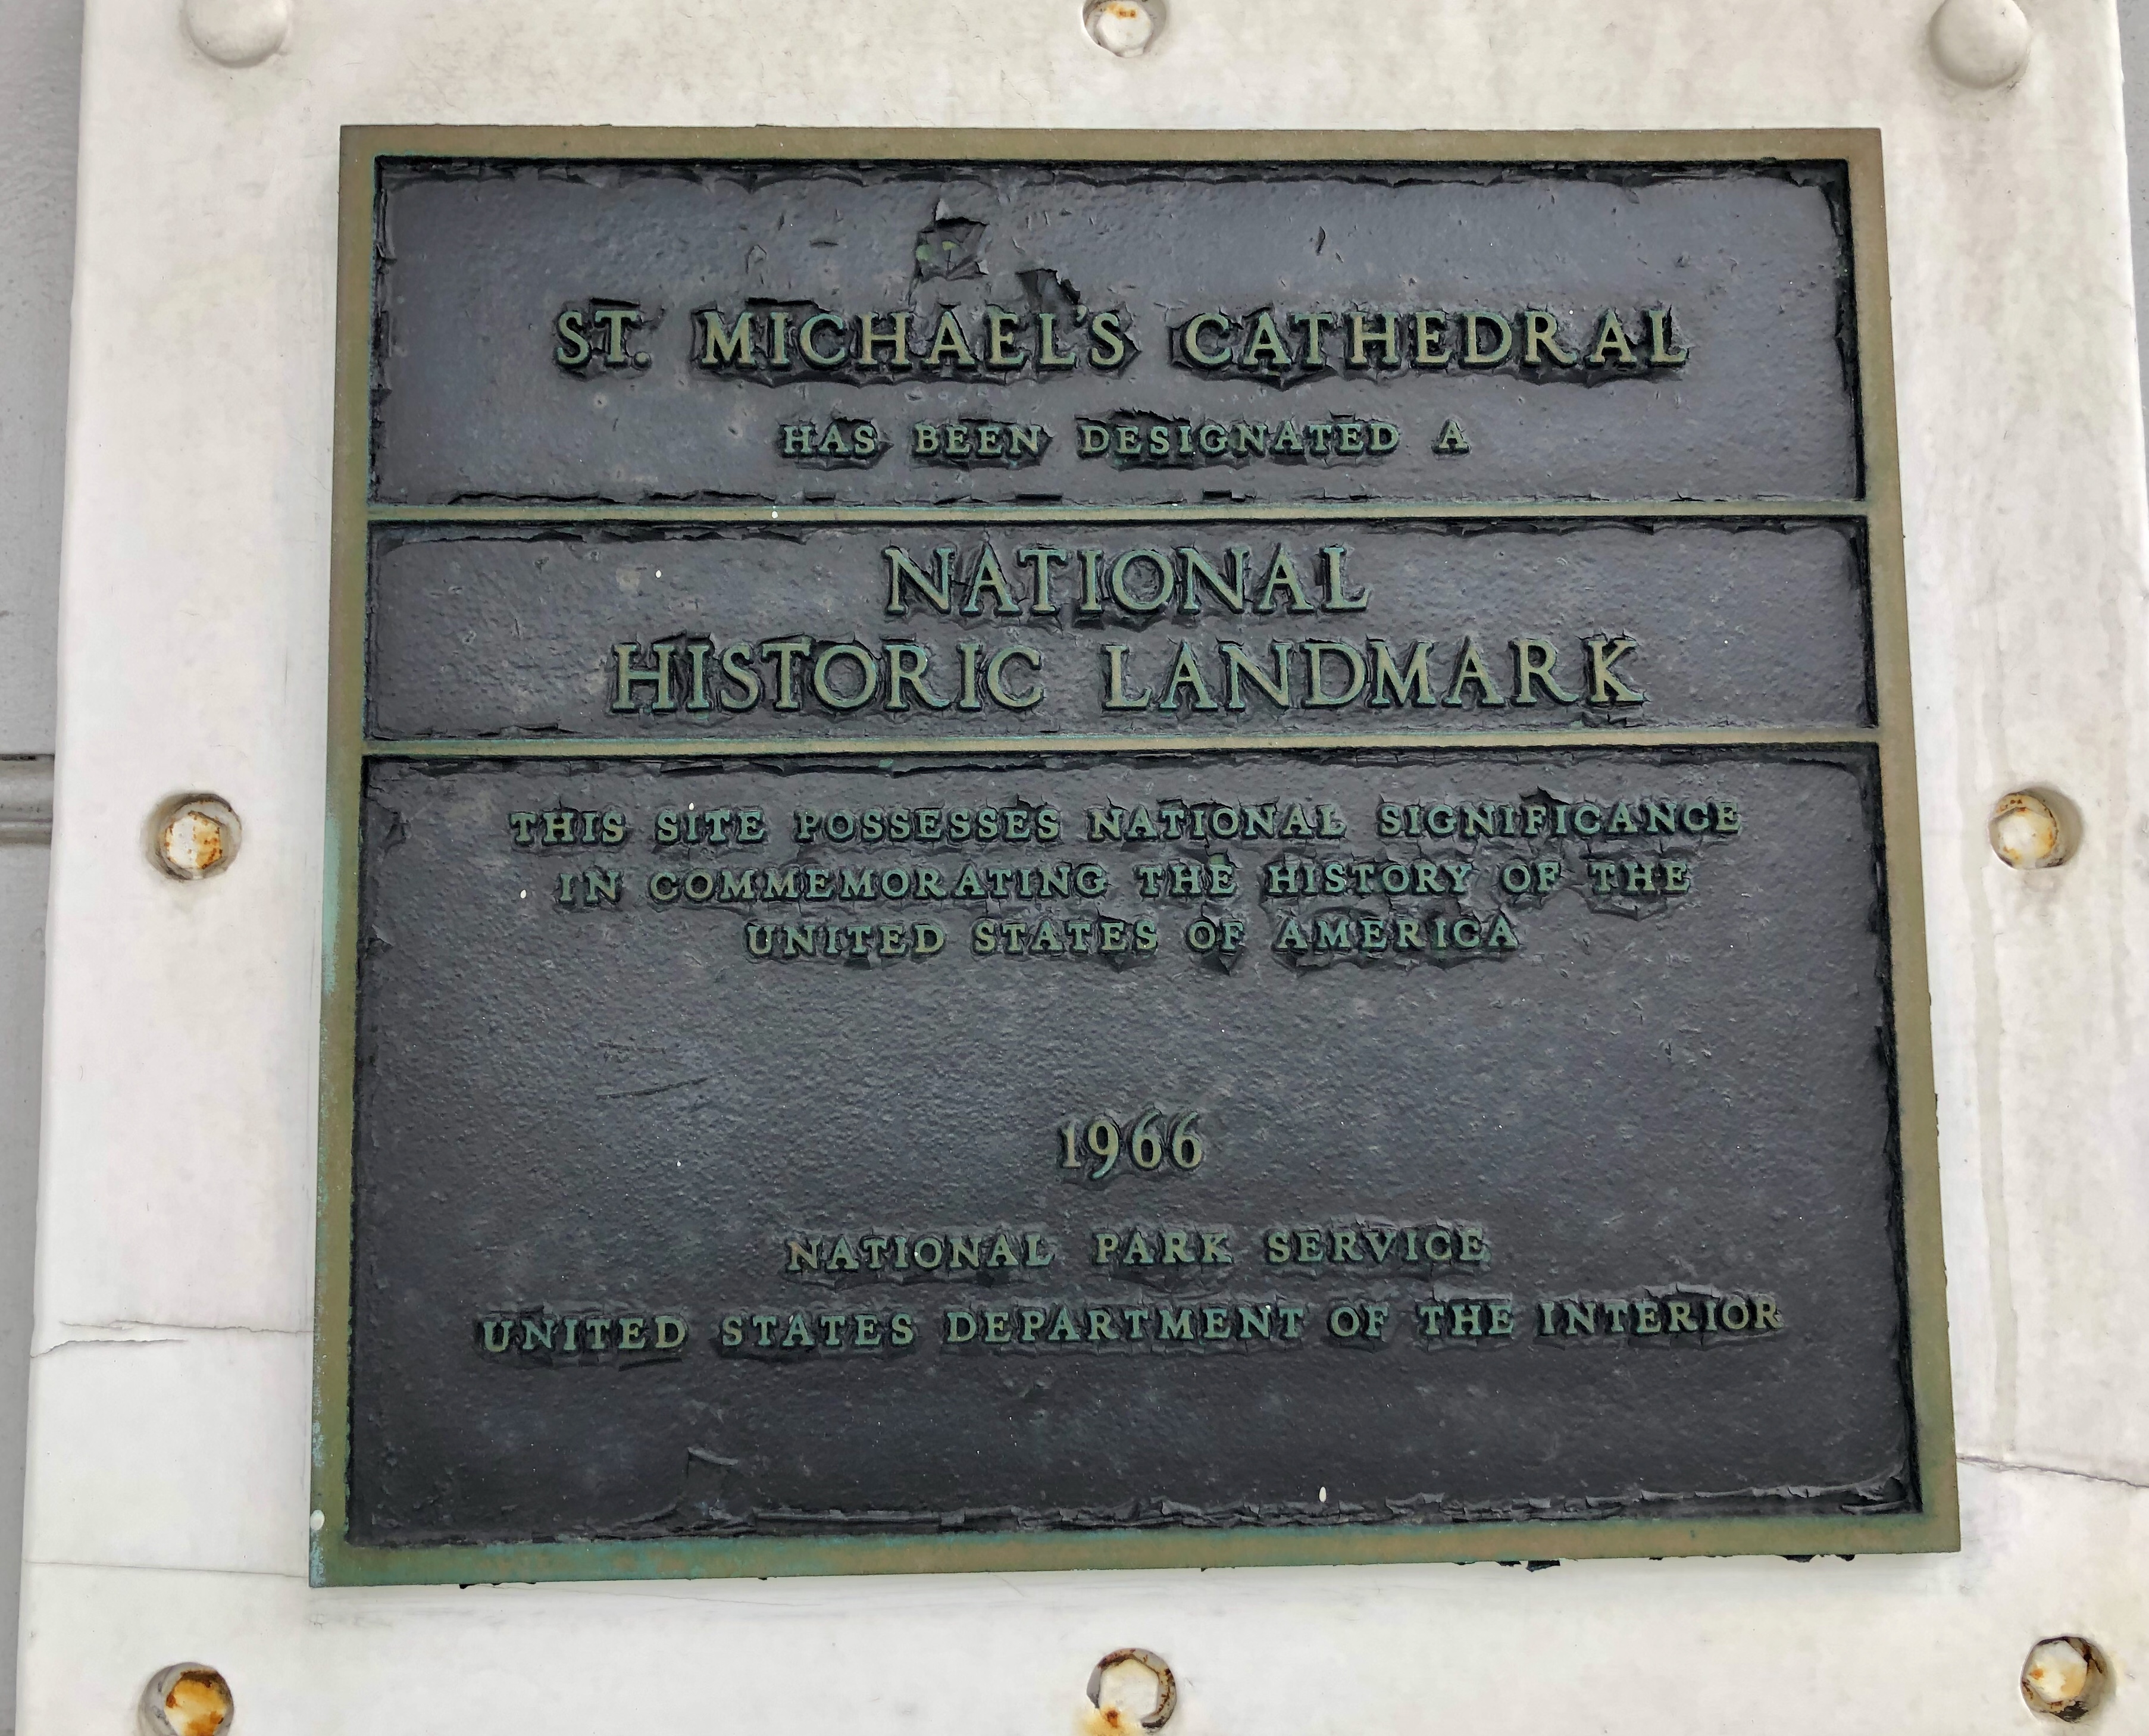 ST. MICHAEL'S CATHEDRAL
HAS BEEN DESIGNATED A
NATIONAL
HISTORIC LANDMARK
THIS SITE POSSESSES NATIONAL SIGNIFICANCE
IN COMMEMORATING THE HISTORY OF THE
UNITED STATES OF AMERICA
1966
NATIONAL PARK SERVICE
UNITED STATES DEPARTMENT OF THE INTERIOR